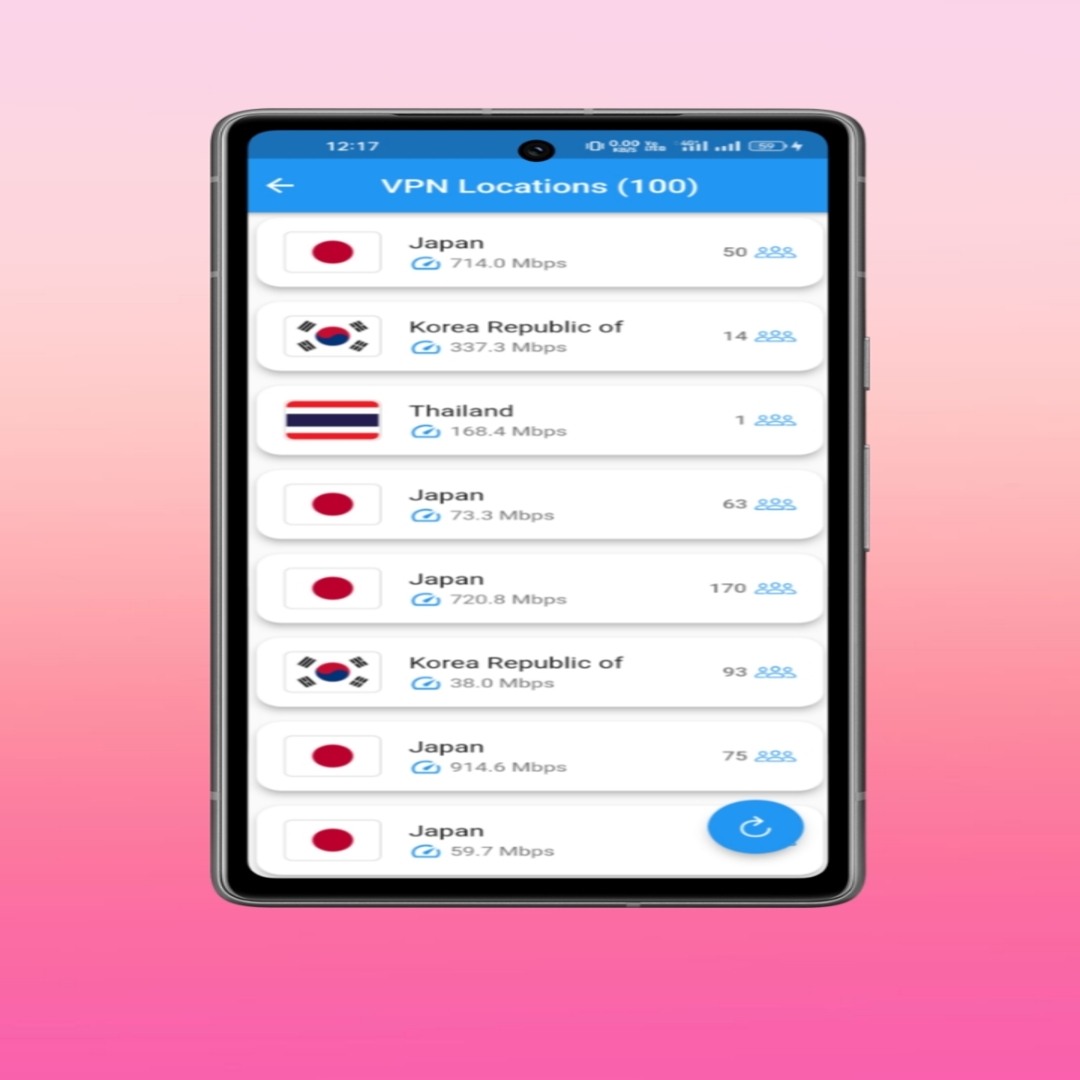 12:17
0.00
KB/S
4G+
59
VPN Locations (100)
Japan
714.0 Mbps
50
Korea Republic of
337.3 Mbps
14
Thailand
168.4 Mbps
1
Japan
73.3 Mbps
63
Japan
720.8 Mbps
170
Korea Republic of
38.0 Mbps
93
Japan
914.6 Mbps
75
Japan
59.7 Mbps